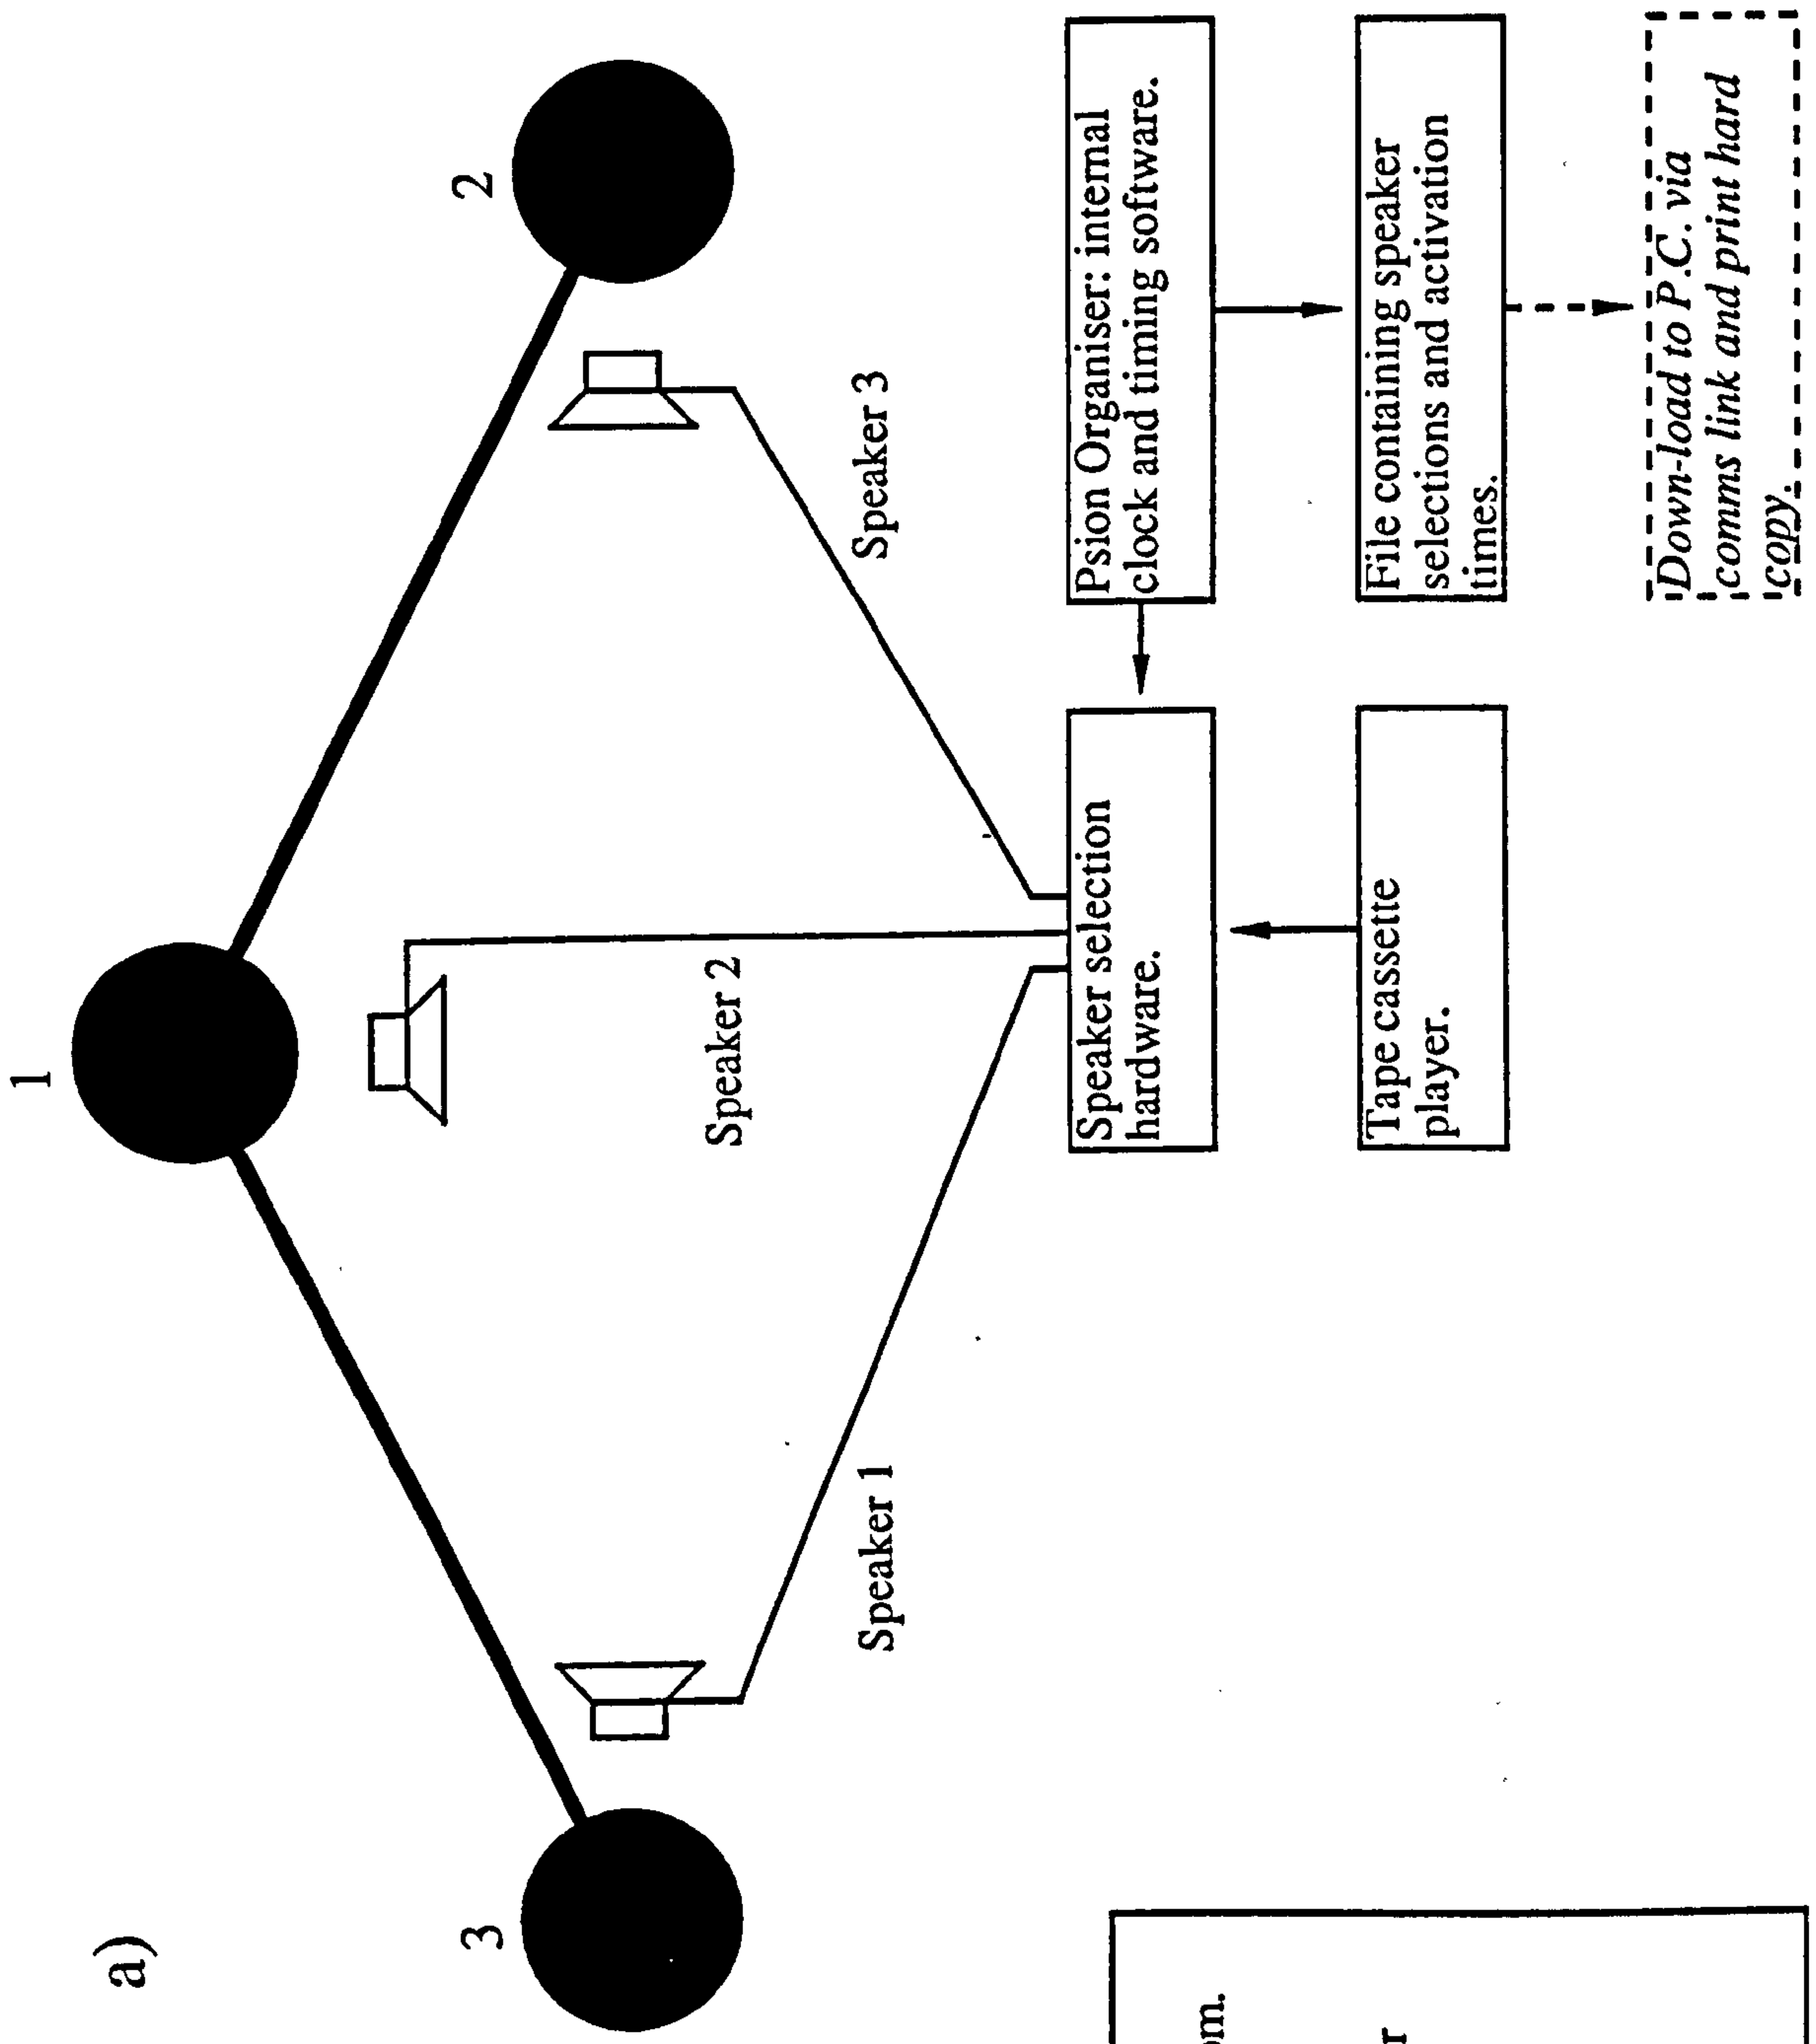 a)
1
2
3
Speaker 1
Speaker 2
Speaker 3
Speaker selection
hardware.
Psion Organiser: internal
clock and timing software.
Tape cassette
player.
File containing speaker
selections and activation
times.
Down-load to P.C. via
comms link and print hard
copy.